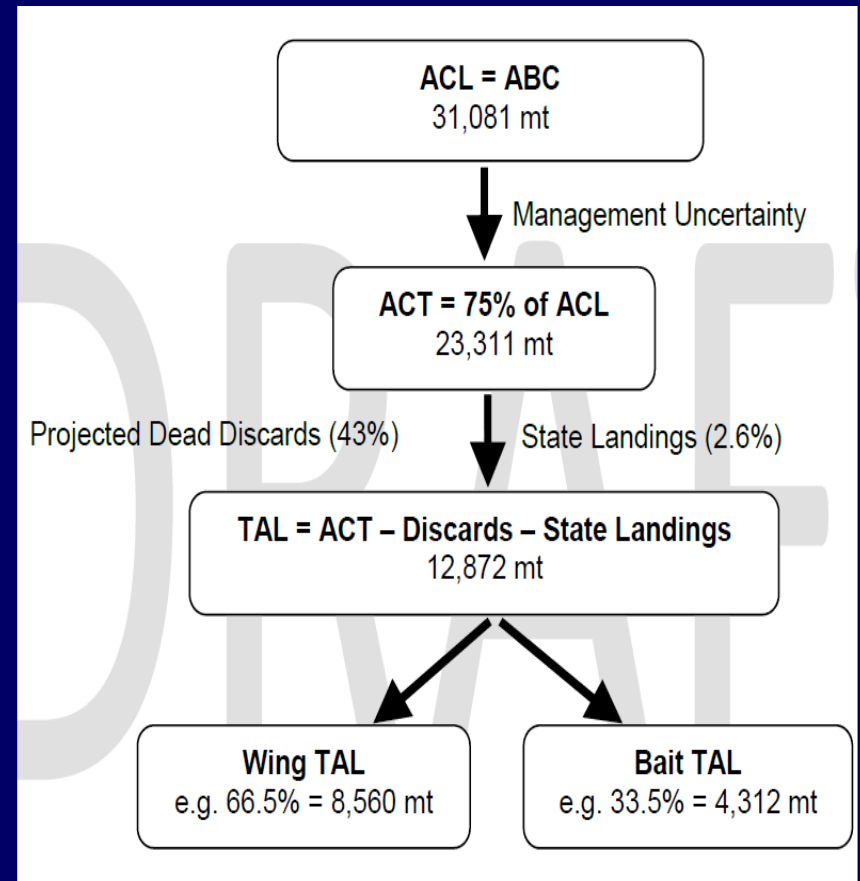 ACL = ABC
31,081 mt
Management Uncertainty
ACT = 75% of ACL
23,311 mt
Projected Dead Discards (43%)
State Landings (2.6%)
TAL = ACT – Discards – State Landings
12,872 mt
Wing TAL
e.g. 66.5% = 8,560 mt
Bait TAL
e.g. 33.5% = 4,312 mt
DRAF